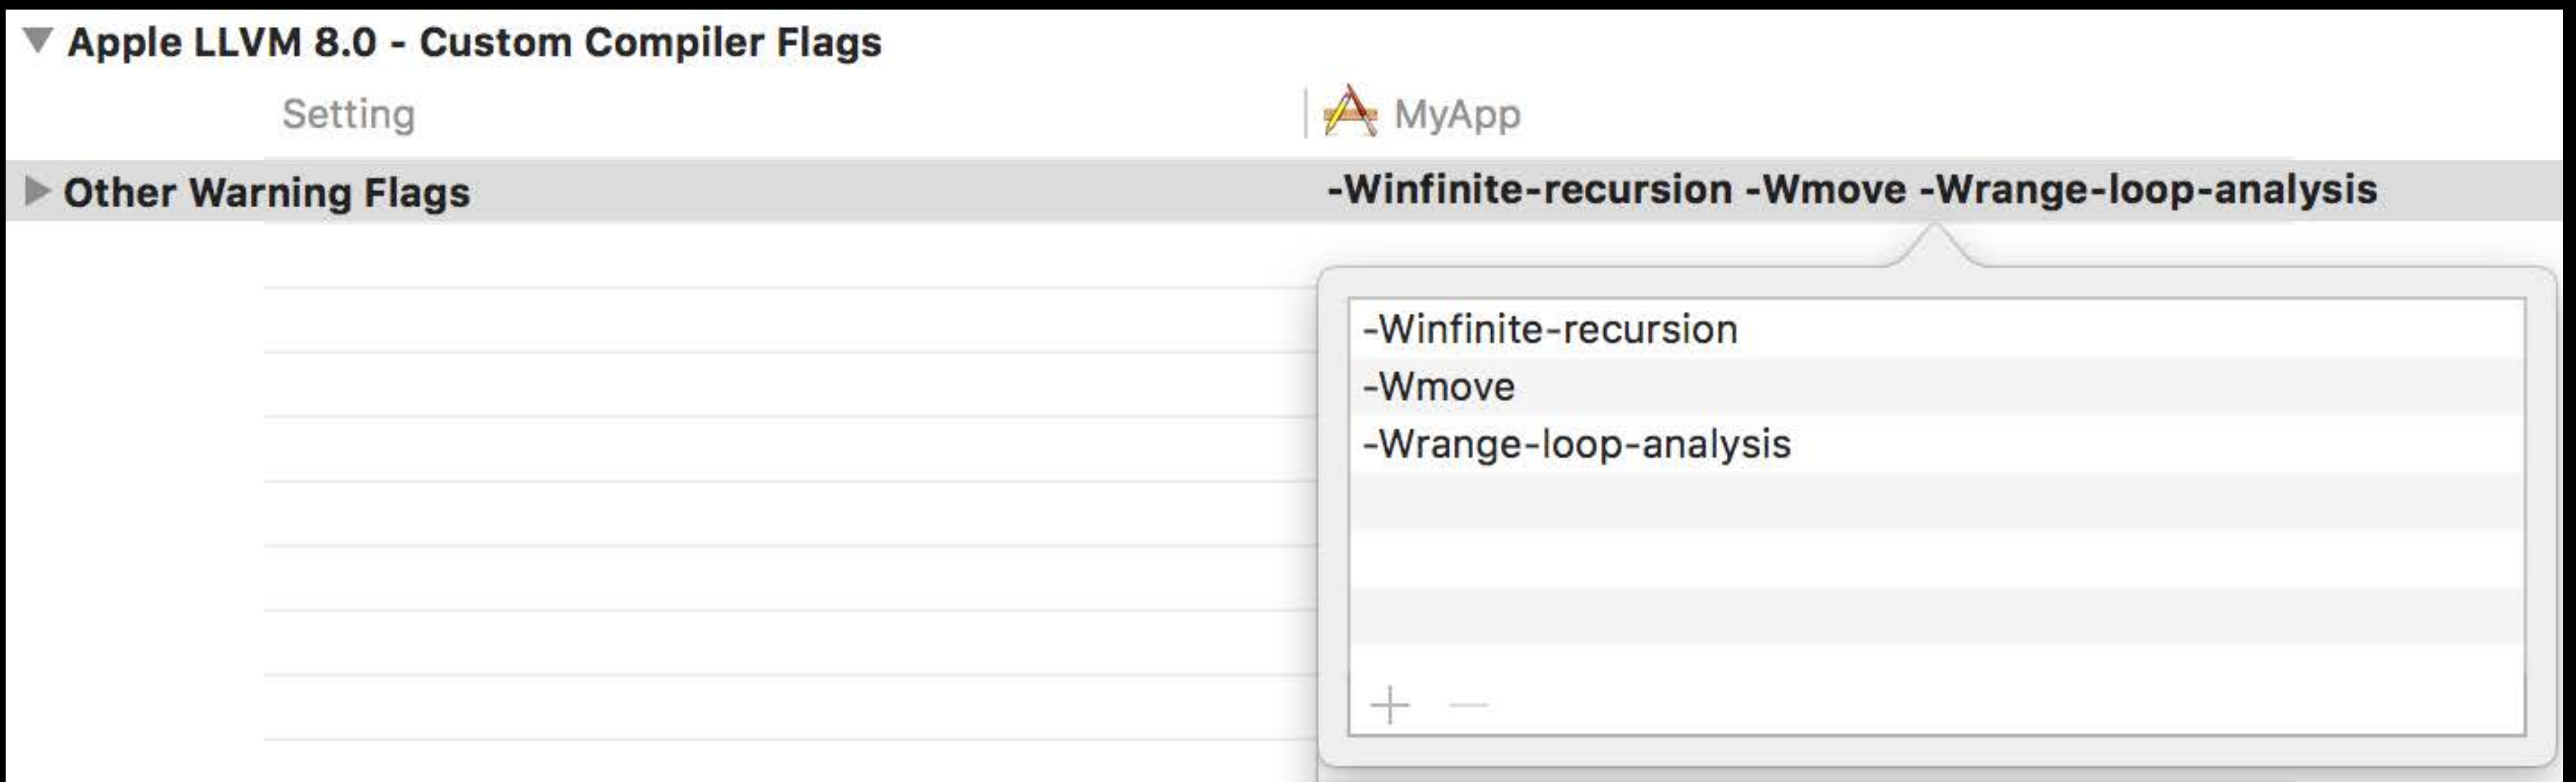 Apple LLVM 8.0 - Custom Compiler Flags
Setting MyApp
Other Warning Flags -Winfinite-recursion -Wmove -Wrange-loop-analysis
-Winfinite-recursion
-Wmove
-Wrange-loop-analysis